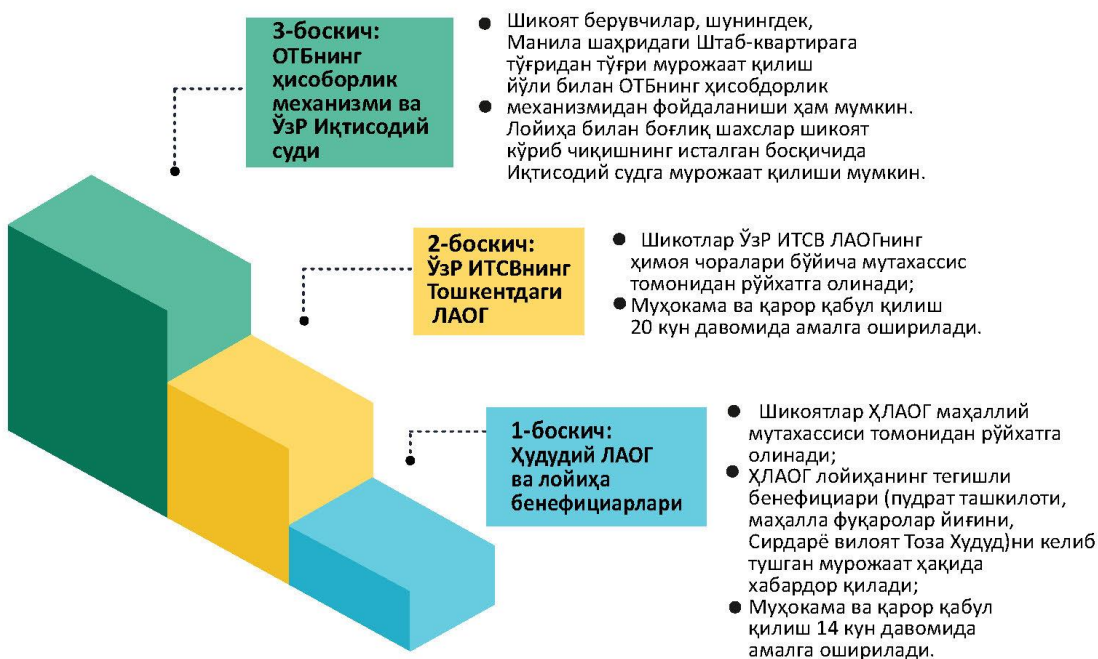 3-боскич:
ОТБнинг
ҳисоборлик
механизми ва
ЎзР Иқтисодий
суди
● Шикоят берувчилар, шунингдек,
Манила шаҳридаги Штаб-квартирага
тўғридан тўғри мурожаат қилиш
йўли билан ОТБнинг ҳисобдорлик
● механизмидан фойдаланиши ҳам мумкин.
Лойиҳа билан боғлиқ шахслар шикоят
кўриб чиқишнинг исталган босқичида
Иқтисодий судга мурожаат қилиши мумкин.
2-боскич:
ЎзР ИТСВнинг
Тошкентдаги
ЛАОГ
● Шикотлар ЎзР ИТСВ ЛАОГнинг
ҳимоя чоралари бўйича мутахассис
томонидан рўйхатга олинади;
● Муҳокама ва қарор қабул қилиш
20 кун давомида амалга оширилади.
1-боскич:
Ҳудудий ЛАОГ
ва лойиҳа
бенефициарлари
● Шикоятлар ҲЛАОГ маҳаллий
мутахассиси томонидан рўйхатга
олинади;
● ҲЛАОГ лойиҳанинг тегишли
бенефициари (пудрат ташкилоти,
маҳалла фуқаролар йиғини,
Сирдарё вилоят Тоза Худуд)ни келиб
тушган мурожаат ҳақида
хабардор қилади;
● Муҳокама ва қарор қабул
қилиш 14 кун давомида
амалга оширилади.